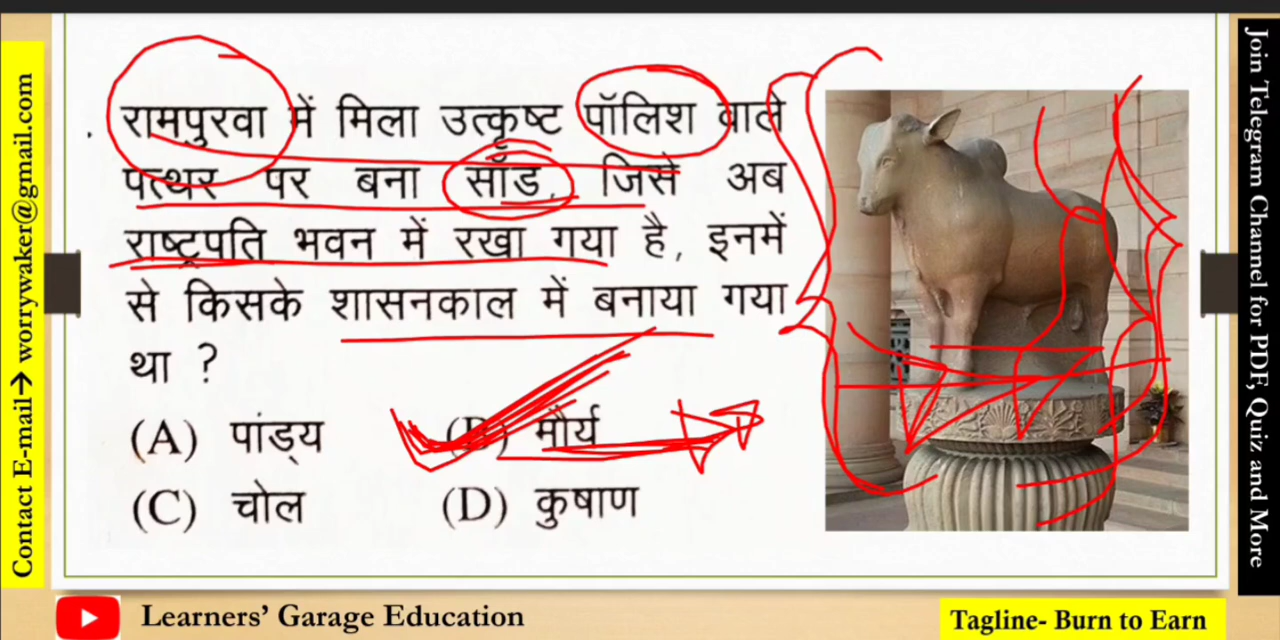 Contact E-mail→ worrywaker@gmail.com
. रामपुरवा में मिला उत्कृष्ट पॉलिश वाले
पत्थर पर बना साँड, जिसे अब
राष्ट्रपति भवन में रखा गया है, इनमें
से किसके शासनकाल में बनाया गया
था ?
(A) पांड्य (B) मौर्य
(C) चोल (D) कुषाण
Join Telegram Channel for PDF, Quiz and More
Learners’ Garage Education
Tagline- Burn to Earn